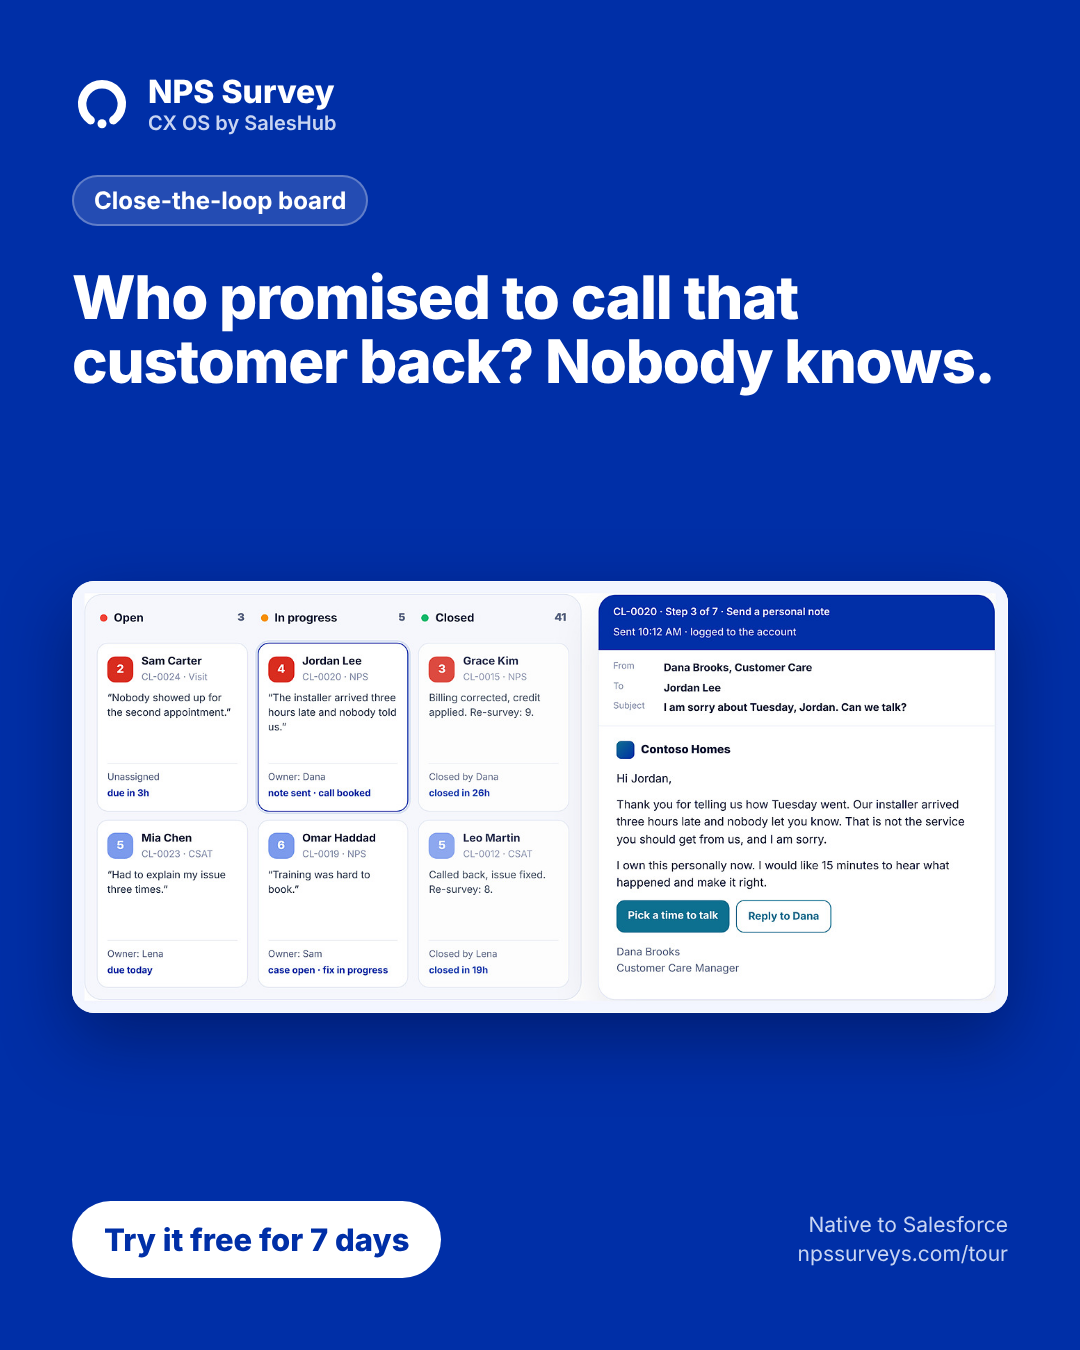 NPS Survey
CX OS by SalesHub
Close-the-loop board
Who promised to call that
customer back? Nobody knows.
Open 3
In progress 5
Closed 41
2
Sam Carter
CL-0024 · Visit
“Nobody showed up for
the second appointment.”
Unassigned
due in 3h
4
Jordan Lee
CL-0020 · NPS
“The installer arrived three
hours late and nobody told
us.”
Owner: Dana
note sent · call booked
3
Grace Kim
CL-0015 · NPS
Billing corrected, credit
applied. Re-survey: 9.
Closed by Dana
closed in 26h
5
Mia Chen
CL-0023 · CSAT
“Had to explain my issue
three times.”
Owner: Lena
due today
6
Omar Haddad
CL-0019 · NPS
“Training was hard to
book.”
Owner: Sam
case open · fix in progress
5
Leo Martin
CL-0012 · CSAT
Called back, issue fixed.
Re-survey: 8.
Closed by Lena
closed in 19h
CL-0020 · Step 3 of 7 · Send a personal note
Sent 10:12 AM · logged to the account
From Dana Brooks, Customer Care
To Jordan Lee
Subject I am sorry about Tuesday, Jordan. Can we talk?
Contoso Homes
Hi Jordan,
Thank you for telling us how Tuesday went. Our installer arrived
three hours late and nobody let you know. That is not the service
you should get from us, and I am sorry.
I own this personally now. I would like 15 minutes to hear what
happened and make it right.
Pick a time to talk
Reply to Dana
Dana Brooks
Customer Care Manager
Try it free for 7 days
Native to Salesforce
npssurveys.com/tour